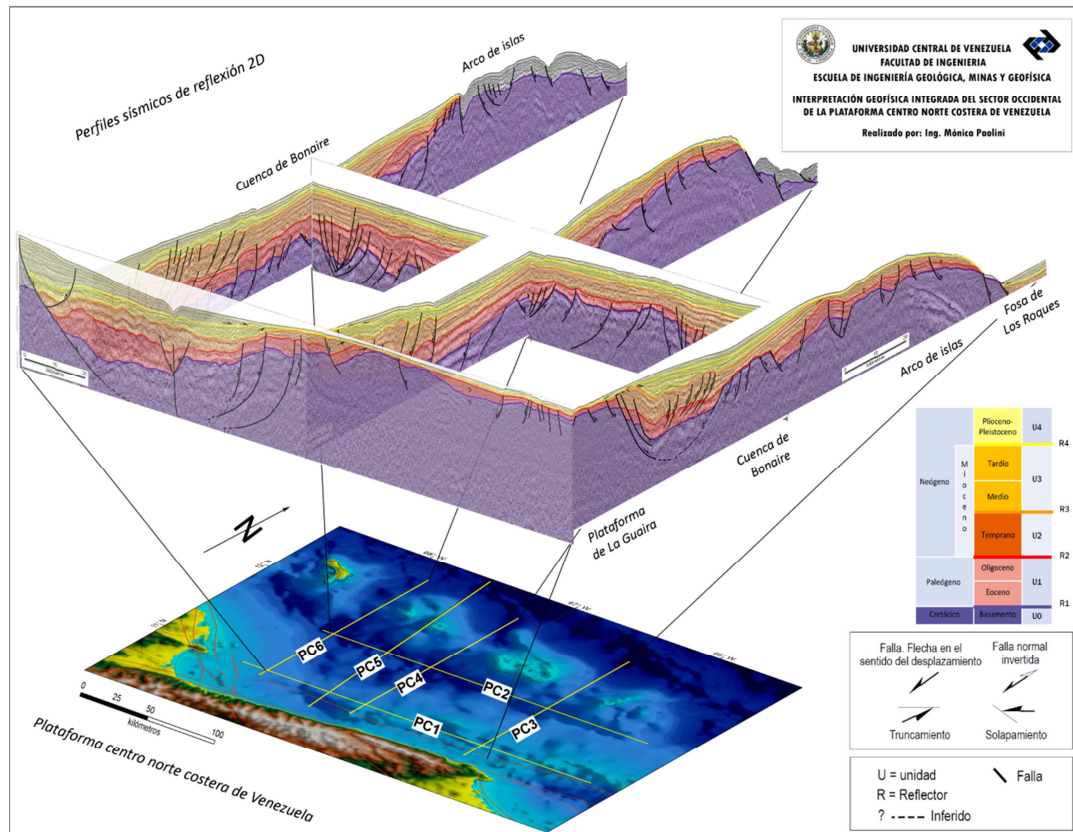 UNIVERSIDAD CENTRAL DE VENEZUELA
FACULTAD DE INGENIERIA
ESCUELA DE INGENIERÍA GEOLÓGICA, MINAS Y GEOFÍSICA
INTERPRETACIÓN GEOFÍSICA INTEGRADA DEL SECTOR OCCIDENTAL
DE LA PLATAFORMA CENTRO NORTE COSTERA DE VENEZUELA
Realizado por: Ing. Mónica Paolini
Perfiles sísmicos de reflexión 2D
Arco de islas
Cuenca de Bonaire
Fosa de
Los Roques
Arco de islas
Cuenca de
Bonaire
Plataforma
de La Guaira
N
PC6
PC5
PC4
PC2
PC1
PC3
0
25
50
100
kilómetros
Plataforma centro norte costera de Venezuela
Neógeno
Mioceno
Plioceno-
Pleistoceno
U4
R4
Tardío
U3
Medio
R3
Temprano
U2
R2
Paleógeno
Oligoceno
U1
Eoceno
R1
Cretácico
Basamento
U0
Falla. Flecha en el
sentido del desplazamiento
Falla normal
invertida
Truncamiento
Solapamiento
U = unidad
Falla
R = Reflector
? ---- Inferido